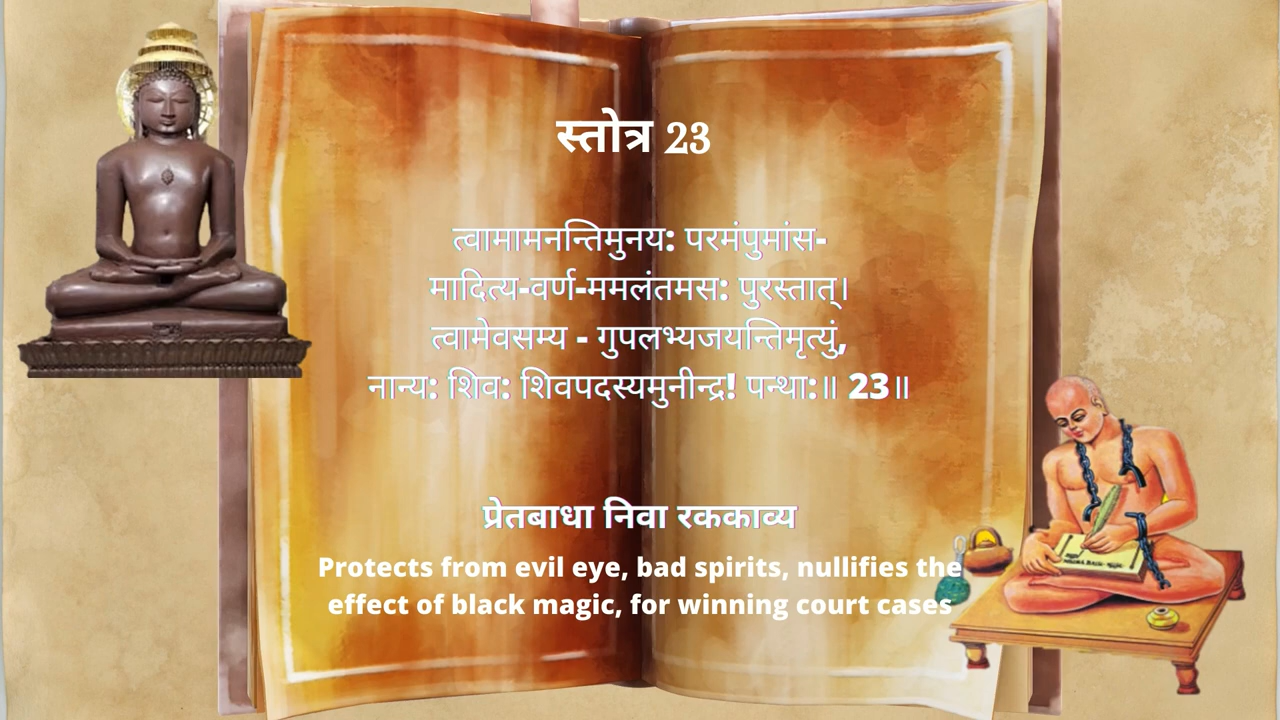 स्तोत्र 23
त्वामामनन्तिमुनय: परमंपुमांस-
मादित्य-वर्ण-ममलंतमस: पुरस्तात्।
त्वामेवसम्य - गुपलभ्यजयन्तिमृत्युं,
नान्य: शिव: शिवपदस्यमुनीन्द्र! पन्था:॥ 23॥
प्रेतबाधा निवा रककाव्य
Protects from evil eye, bad spirits, nullifies the
effect of black magic, for winning court cases